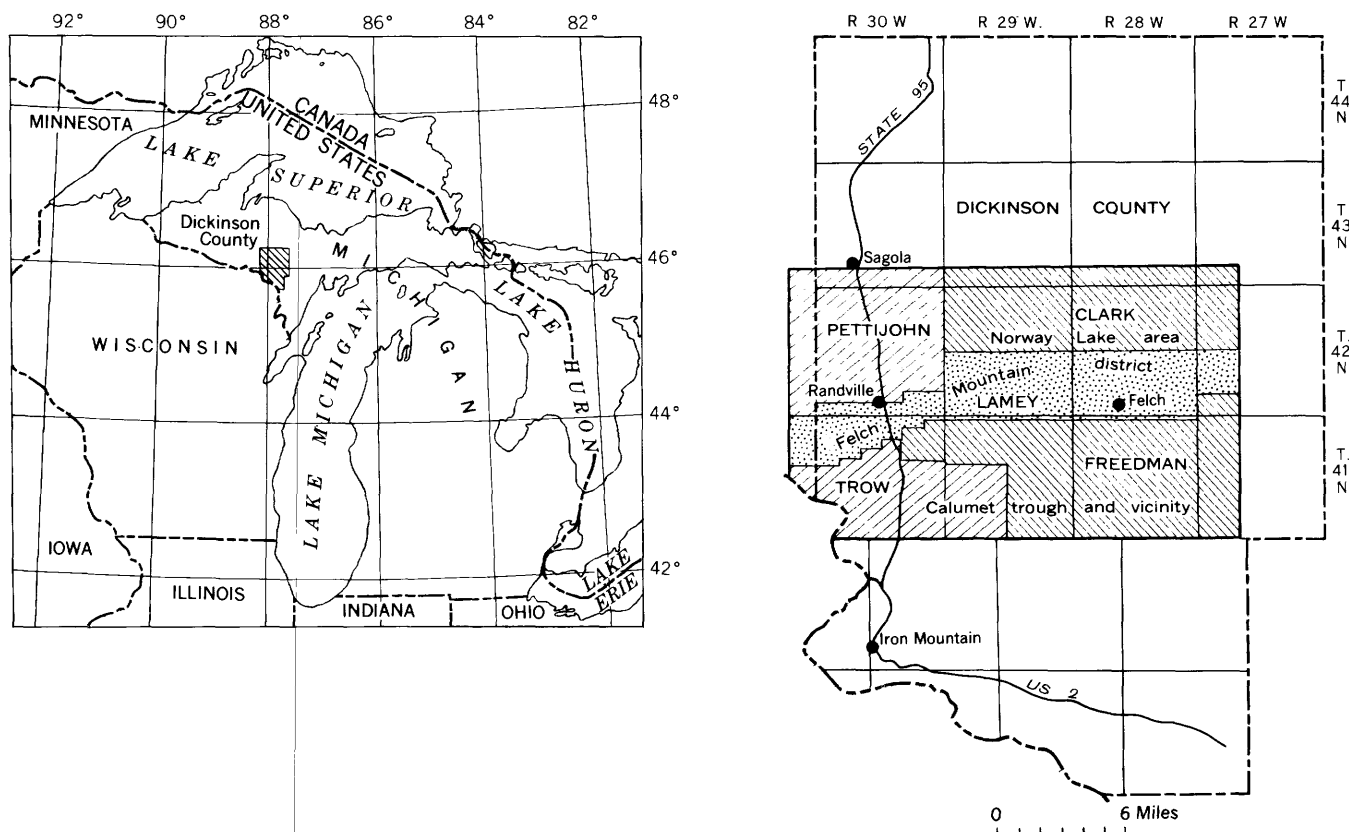 92° 90° 88° 86° 84° 82°
48°
46°
44°
42°
CANADA
UNITED STATES
MINNESOTA
LAKE SUPERIOR
Dickinson
County
MICHIGAN
LAKE HURON
WISCONSIN
LAKE MICHIGAN
IOWA
ILLINOIS
INDIANA
OHIO
LAKE
ERIE
R 30 W R 29 W. R 28 W R 27 W
T
44
N
T
43
N
T.
42
N
T.
41
N
STATE 95
DICKINSON COUNTY
Sagola
PETTIJOHN
CLARK
Norway Lake area
Randville
Felch Mountain district
LAMEY
Felch
FREEDMAN
TROW
Calumet trough and vicinity
Iron Mountain
US 2
0 6 Miles